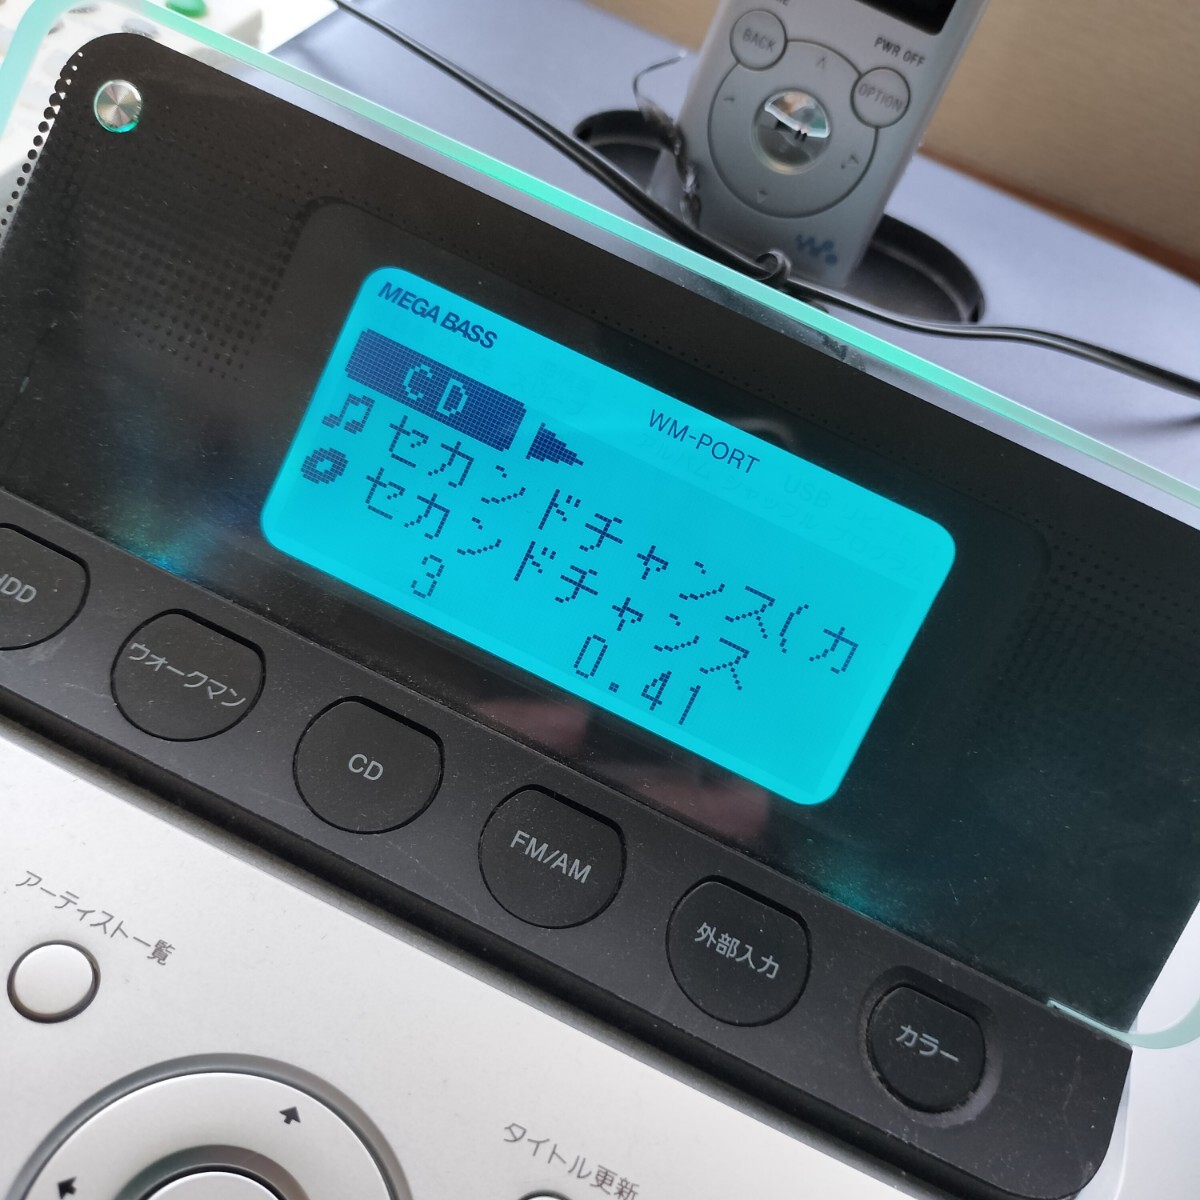 BACK
PWR OFF
OPTION
MEGA BASS
WM-PORT
USB
CD
セカンドチャンス(カ
セカンドチャンス
3
0.41
HDD
ウォークマン
CD
FM/AM
外部入力
カラー
アーティスト一覧
タイトル更新